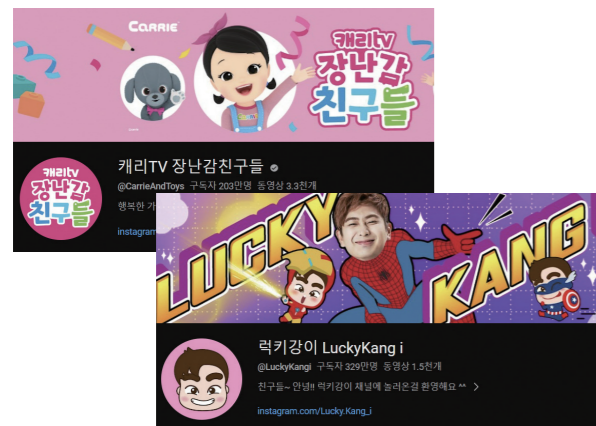 CARRIE
캐리tv
장난감
친구들
캐리tv
장난감
친구들
캐리TV 장난감친구들
@CarrieAndToys 구독자 203만명 동영상 3.3천개
행복한 가
instagram
LUCKY
KANG
럭키강이 LuckyKang i
@LuckyKangi 구독자 329만명 동영상 1.5천개
친구들~ 안녕!! 럭키강이 채널에 놀러온걸 환영해요 ^^
instagram.com/Lucky.Kang_i